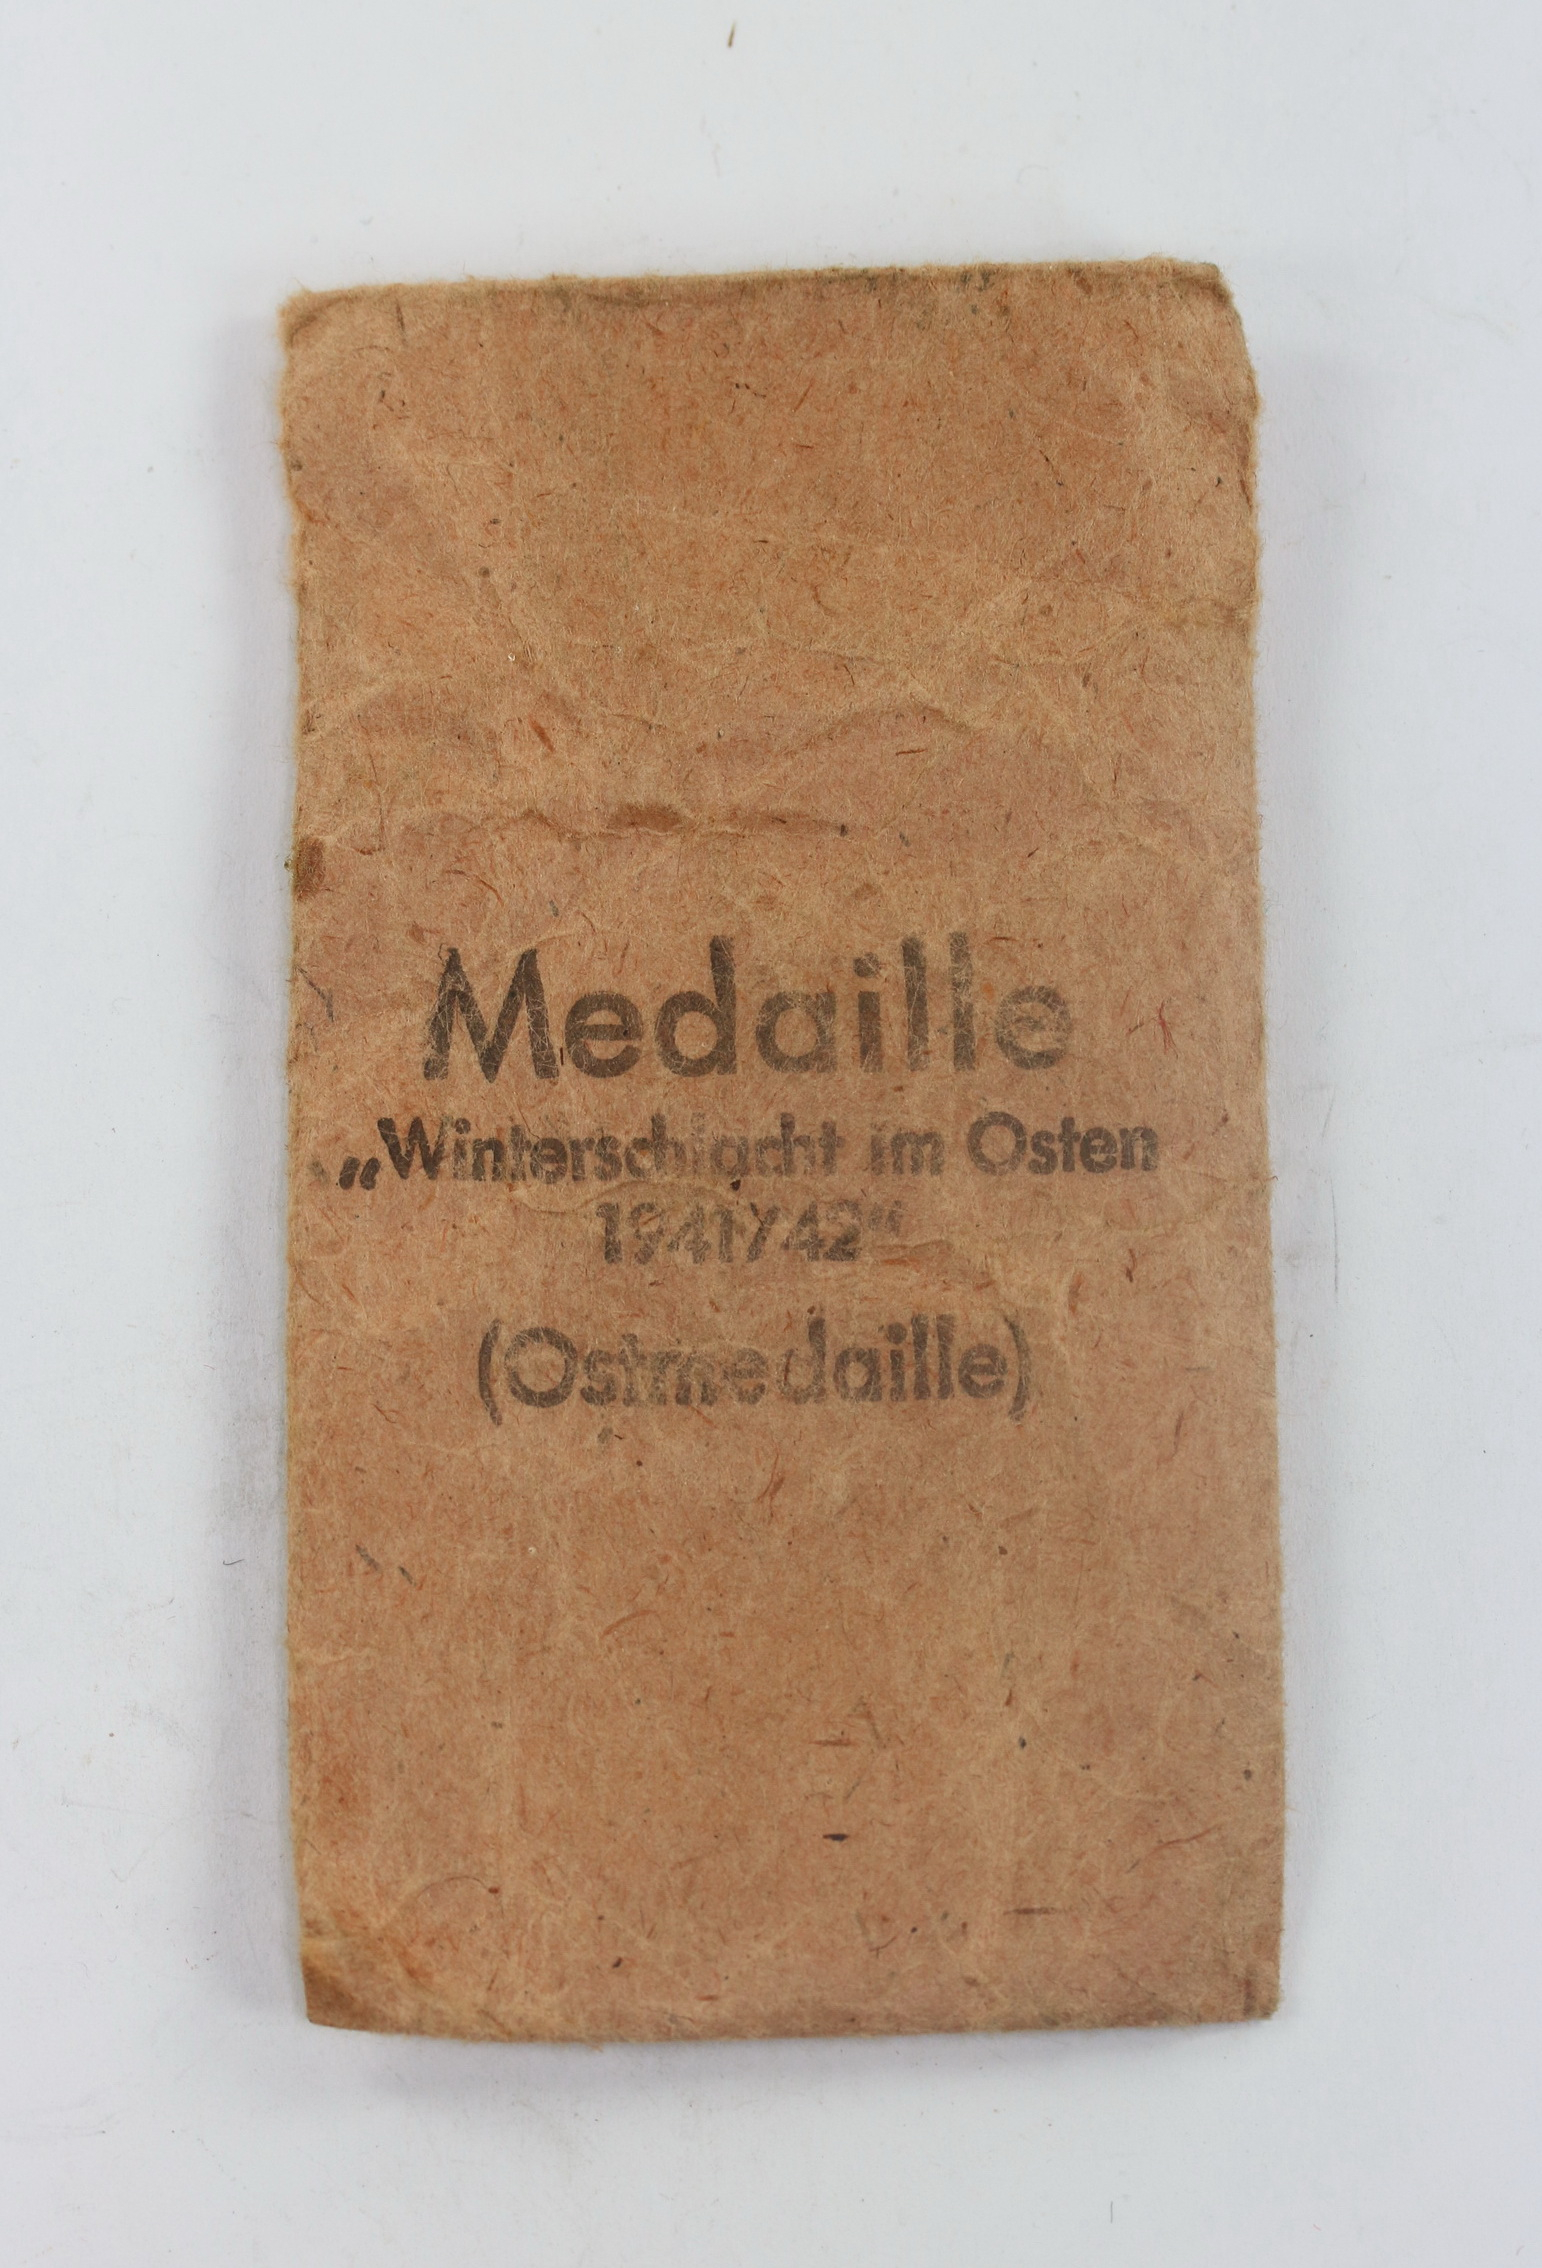 Medaille
„Winterschlacht im Osten
1941/42“
(Ostmedaille)